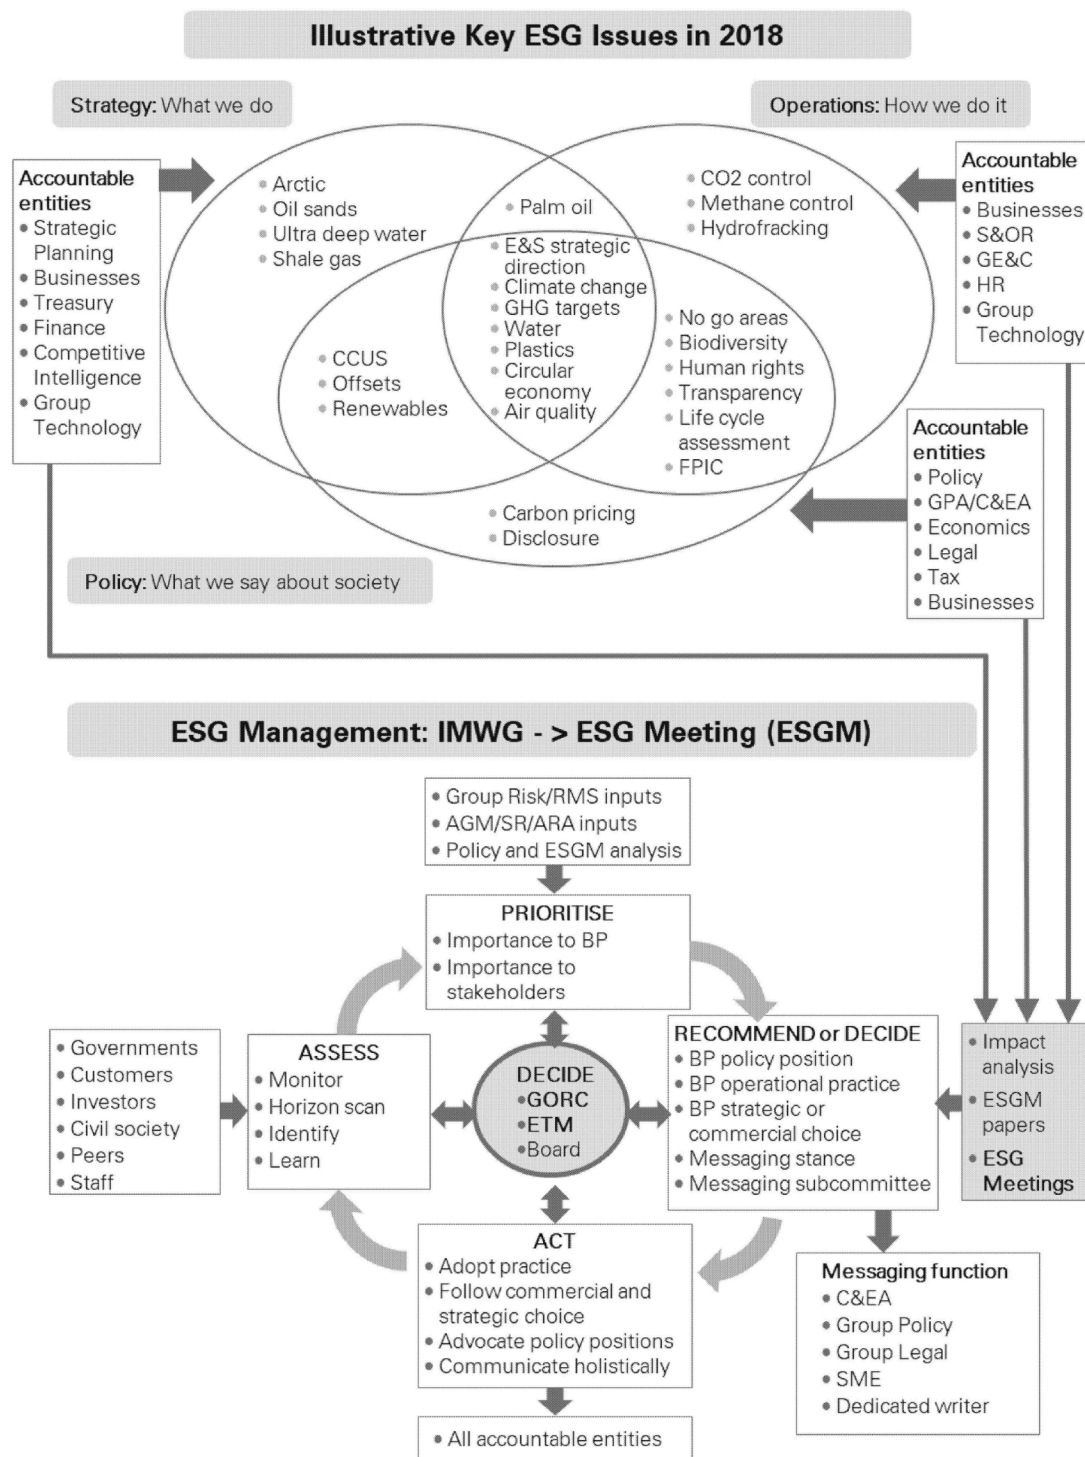 Illustrative Key ESG Issues in 2018
Strategy: What we do
Operations: How we do it
Accountable
entities
• Strategic
Planning
• Businesses
• Treasury
• Finance
• Competitive
Intelligence
• Group
Technology
• Arctic
• Oil sands
• Ultra deep water
• Shale gas
• Palm oil
• CO2 control
• Methane control
• Hydrofracking
Accountable
entities
• Businesses
• S&OR
• GE&C
• HR
• Group
Technology
• E&S strategic
direction
• Climate change
• GHG targets
• Water
• Plastics
• Circular
economy
• Air quality
• CCUS
• Offsets
• Renewables
• No go areas
• Biodiversity
• Human rights
• Transparency
• Life cycle
assessment
• FPIC
• Carbon pricing
• Disclosure
Accountable
entities
• Policy
• GPA/C&EA
• Economics
• Legal
• Tax
• Businesses
Policy: What we say about society
ESG Management: IMWG - > ESG Meeting (ESGM)
• Group Risk/RMS inputs
• AGM/SR/ARA inputs
• Policy and ESGM analysis
PRIORITISE
• Importance to BP
• Importance to
stakeholders
• Governments
• Customers
• Investors
• Civil society
• Peers
• Staff
ASSESS
• Monitor
• Horizon scan
• Identify
• Learn
DECIDE
• GORC
• ETM
• Board
RECOMMEND or DECIDE
• BP policy position
• BP operational practice
• BP strategic or
commercial choice
• Messaging stance
• Messaging subcommittee
• Impact
analysis
• ESGM
papers
• ESG
Meetings
ACT
• Adopt practice
• Follow commercial and
strategic choice
• Advocate policy positions
• Communicate holistically
Messaging function
• C&EA
• Group Policy
• Group Legal
• SME
• Dedicated writer
• All accountable entities